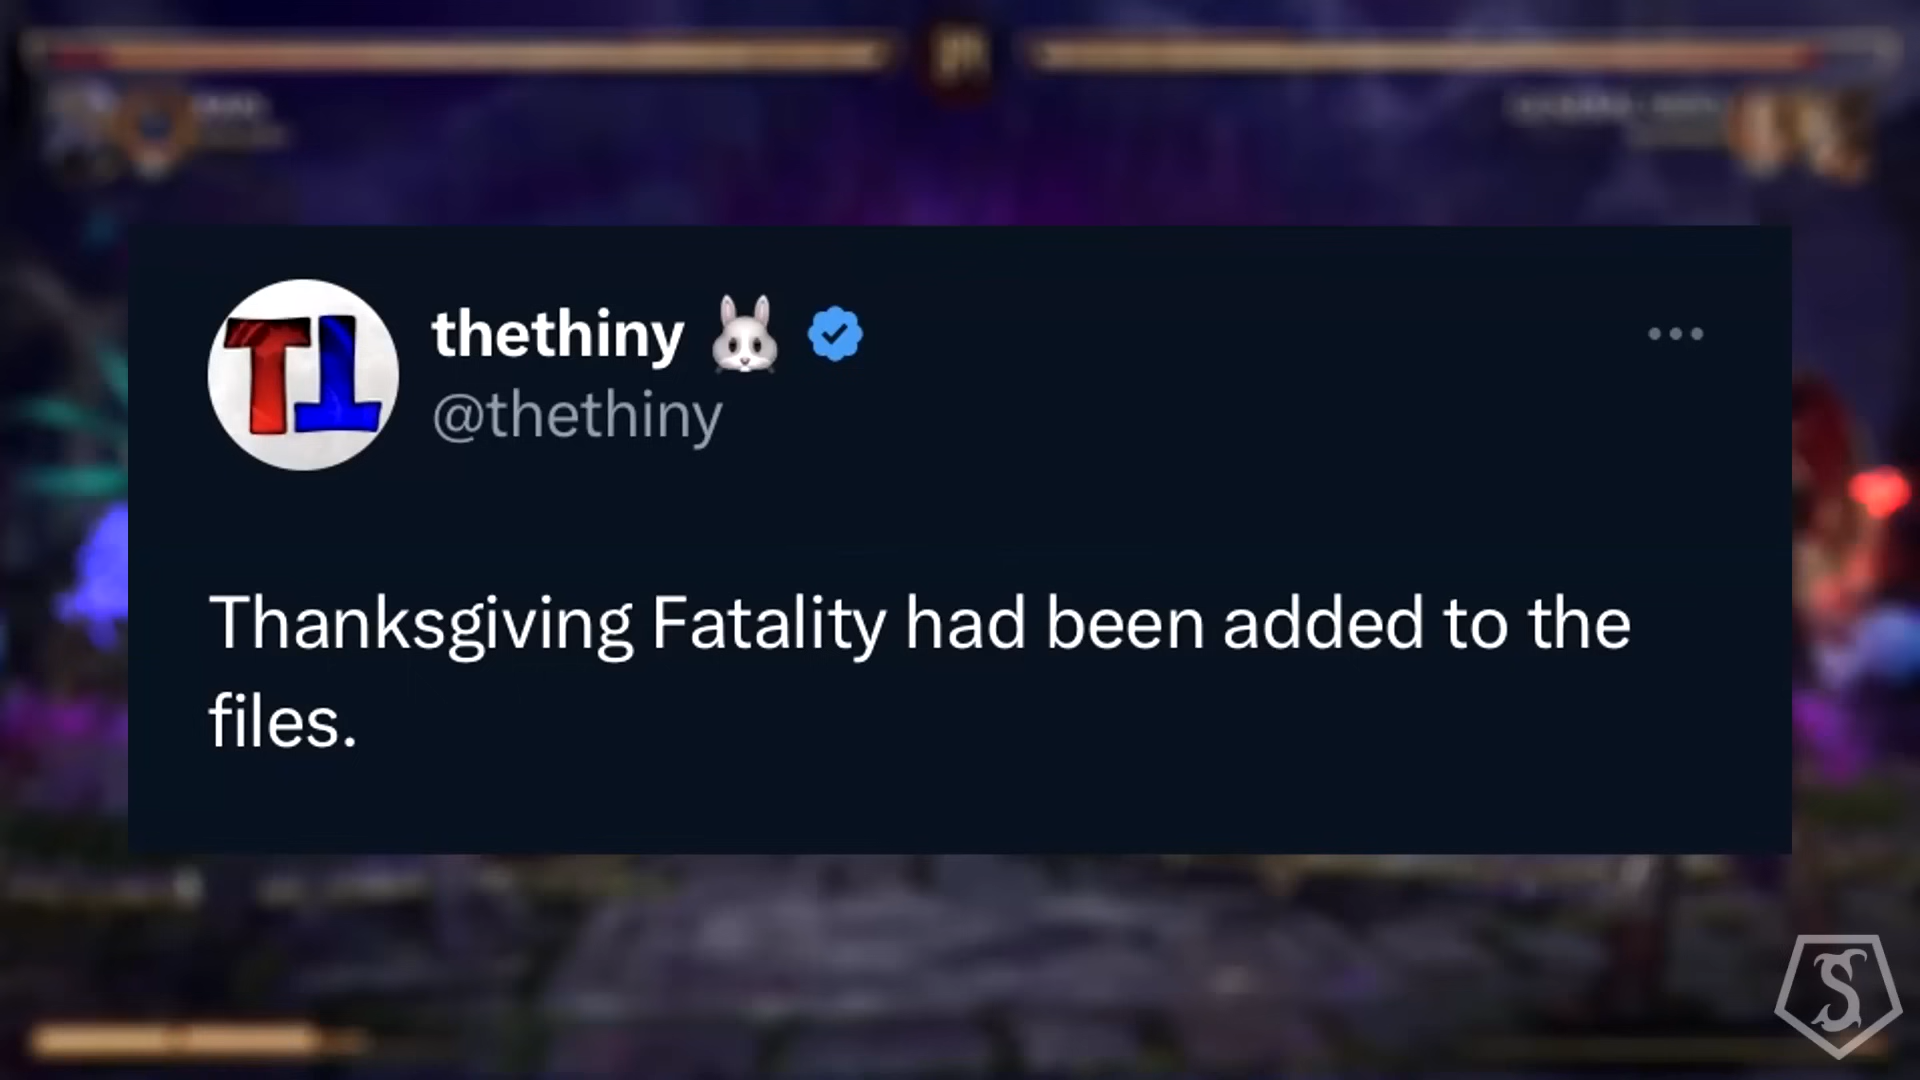 thethiny
@thethiny
Thanksgiving Fatality had been added to the
files.